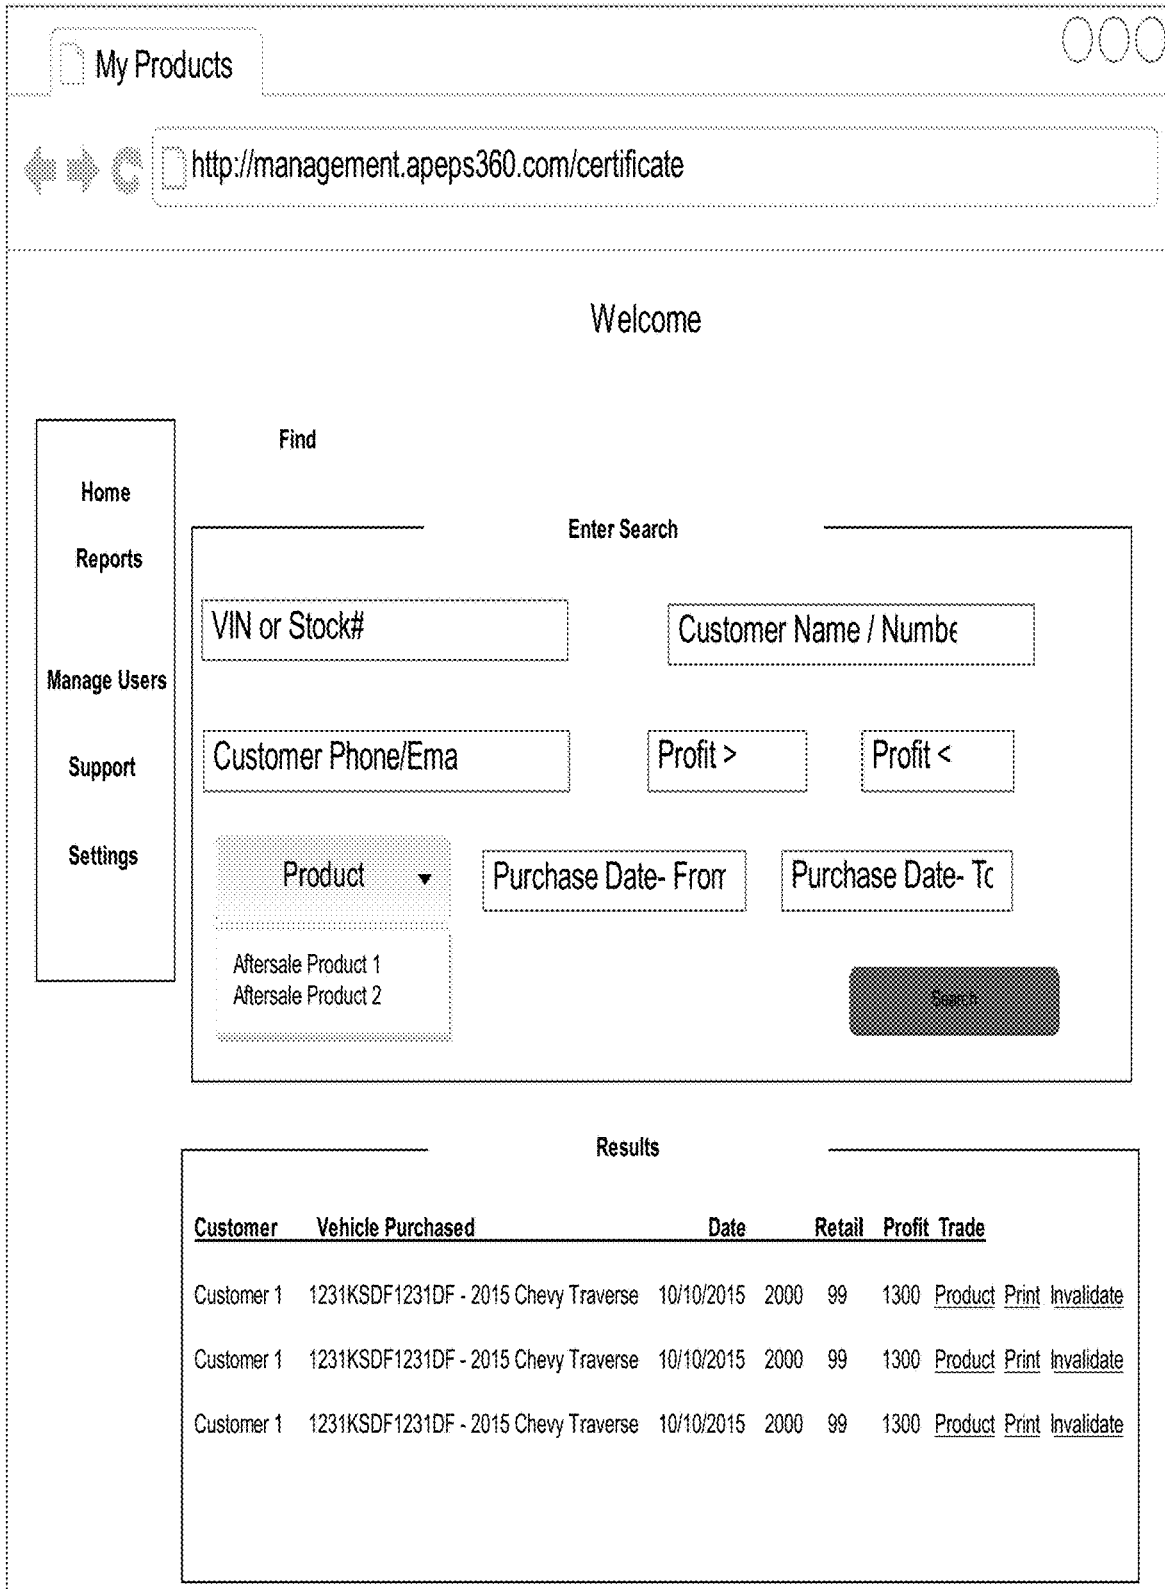 My Products
http://management.apeps360.com/certificate
Welcome
Home
Reports
Manage Users
Support
Settings
Find
Enter Search
VIN or Stock#
Customer Name / Numbe
Customer Phone/Ema
Profit >
Profit <
Product
Purchase Date- From
Purchase Date- To
Aftersale Product 1
Aftersale Product 2
Search
Results
Customer Vehicle Purchased Date Retail Profit Trade
Customer 1 1231KSDF1231DF - 2015 Chevy Traverse 10/10/2015 2000 99 1300 Product Print Invalidate
Customer 1 1231KSDF1231DF - 2015 Chevy Traverse 10/10/2015 2000 99 1300 Product Print Invalidate
Customer 1 1231KSDF1231DF - 2015 Chevy Traverse 10/10/2015 2000 99 1300 Product Print Invalidate